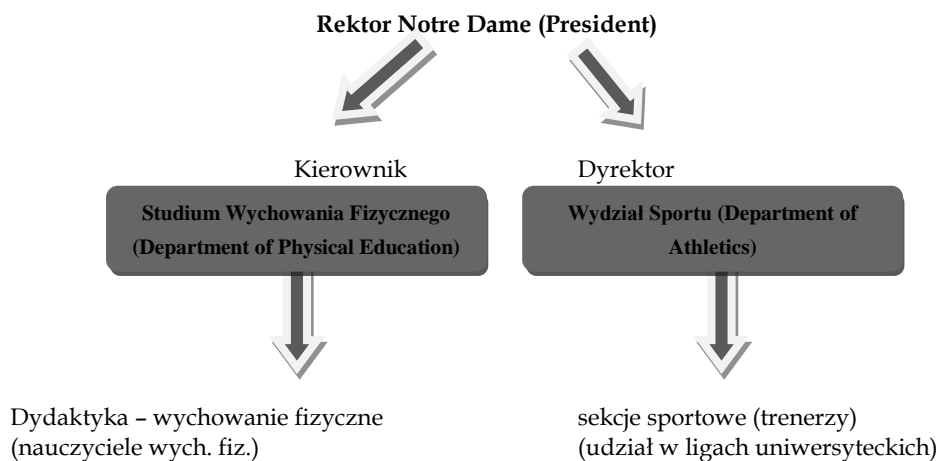 Rektor Notre Dame (President)
Kierownik
Studium Wychowania Fizycznego
(Department of Physical Education)
Dydaktyka – wychowanie fizyczne
(nauczyciele wych. fiz.)
Dyrektor
Wydział Sportu (Department of
Athletics)
sekcje sportowe (trenerzy)
(udział w ligach uniwersyteckich)